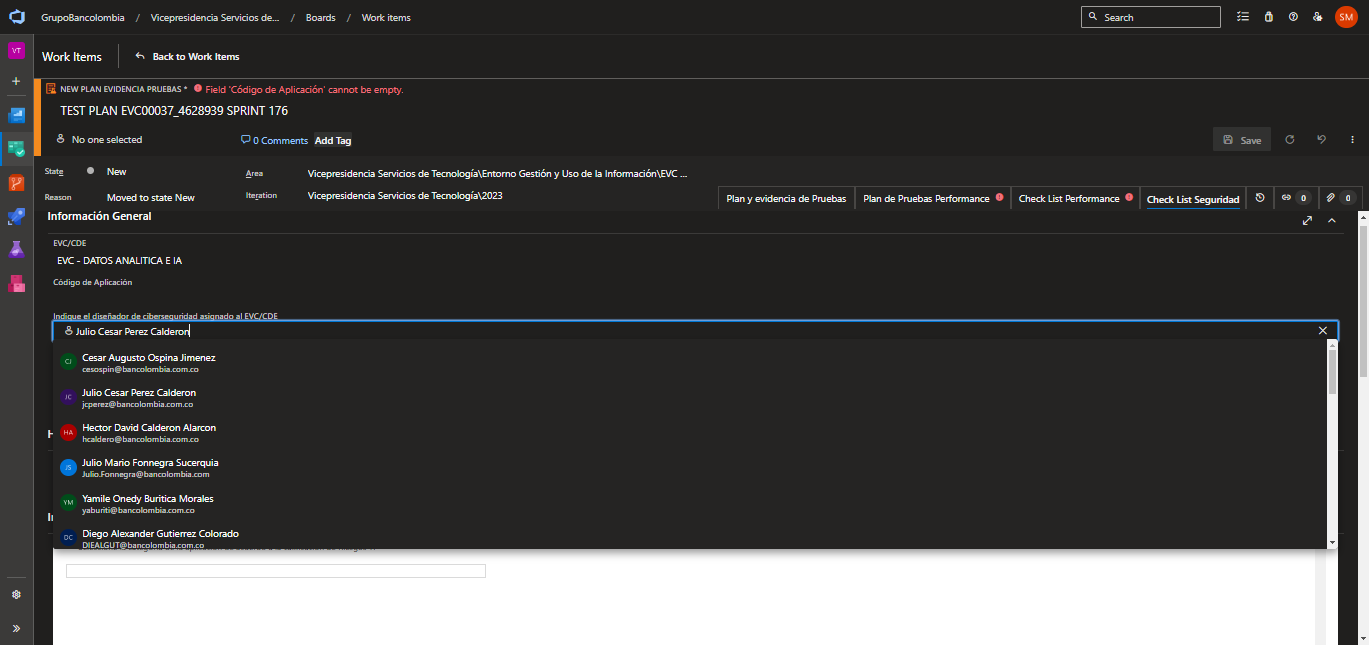 GrupoBancolombia / Vicepresidencia Servicios de... / Boards / Work items
Search
SM
VT
Work Items
Back to Work Items
NEW PLAN EVIDENCIA PRUEBAS * Field 'Código de Aplicación' cannot be empty.
TEST PLAN EVC00037_4628939 SPRINT 176
No one selected
0 Comments
Add Tag
Save
State
New
Area
Vicepresidencia Servicios de Tecnología\Entorno Gestión y Uso de la Información\EVC ...
Reason
Moved to state New
Iteration
Vicepresidencia Servicios de Tecnología\2023
Plan y evidencia de Pruebas
Plan de Pruebas Performance
Check List Performance
Check List Seguridad
0
0
Información General
EVC/CDE
EVC - DATOS ANALITICA E IA
Código de Aplicación
Indique el diseñador de ciberseguridad asignado al EVC/CDE
Julio Cesar Perez Calderon
CJ
Cesar Augusto Ospina Jimenez
cesospin@bancolombia.com.co
JC
Julio Cesar Perez Calderon
jcperez@bancolombia.com.co
HA
Hector David Calderon Alarcon
hcaldero@bancolombia.com.co
JS
Julio Mario Fonnegra Sucerquia
Julio.Fonnegra@bancolombia.com
YM
Yamile Onedy Buritica Morales
yaburiti@bancolombia.com.co
DC
Diego Alexander Gutierrez Colorado
DIEALGUT@bancolombia.com.co